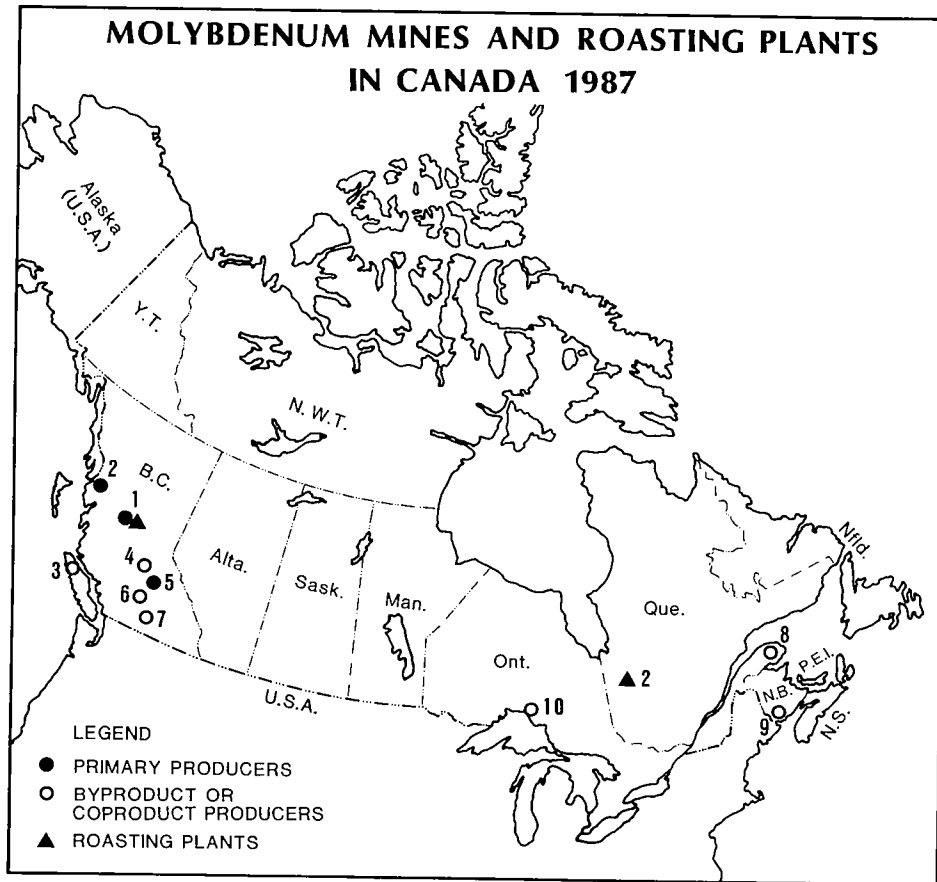 MOLYBDENUM MINES AND ROASTING PLANTS
IN CANADA 1987
Alaska
(U.S.A.)
Y.T.
N.W.T.
2
B.C.
1
3
4
5
6
7
Alta.
Sask.
Man.
Ont.
10
Que.
2
Nfld.
8
P.E.I.
N.B.
9
N.S.
U.S.A.
LEGEND
PRIMARY PRODUCERS
BYPRODUCT OR
COPRODUCT PRODUCERS
ROASTING PLANTS